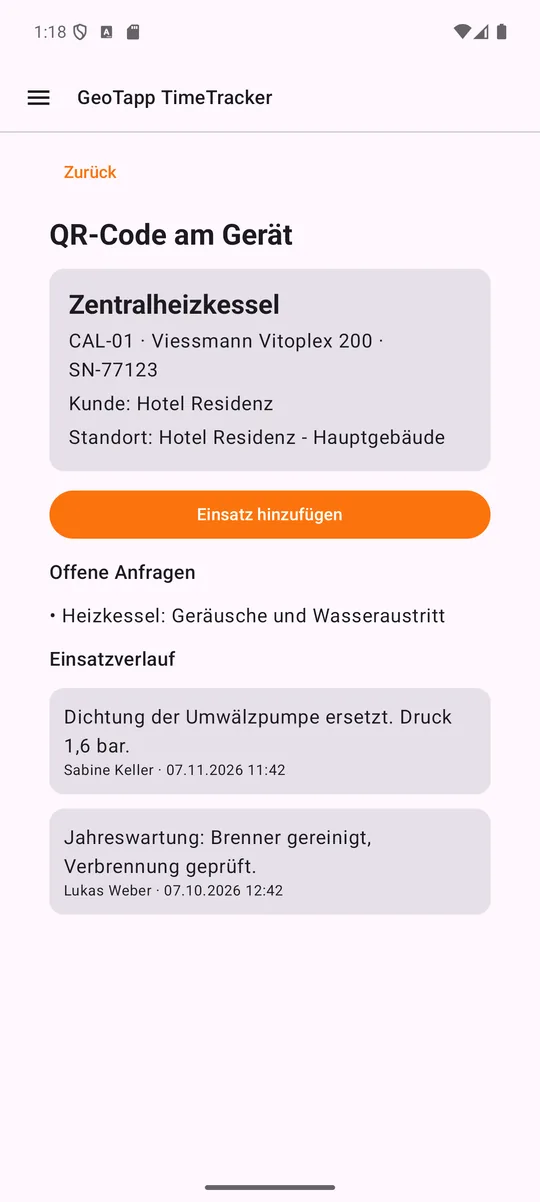 1:18
GeoTapp TimeTracker
Zurück
QR-Code am Gerät
Zentralheizkessel
CAL-01 · Viessmann Vitoplex 200 ·
SN-77123
Kunde: Hotel Residenz
Standort: Hotel Residenz - Hauptgebäude
Einsatz hinzufügen
Offene Anfragen
• Heizkessel: Geräusche und Wasseraustritt
Einsatzverlauf
Dichtung der Umwälzpumpe ersetzt. Druck
1,6 bar.
Sabine Keller · 07.11.2026 11:42
Jahreswartung: Brenner gereinigt,
Verbrennung geprüft.
Lukas Weber · 07.10.2026 12:42